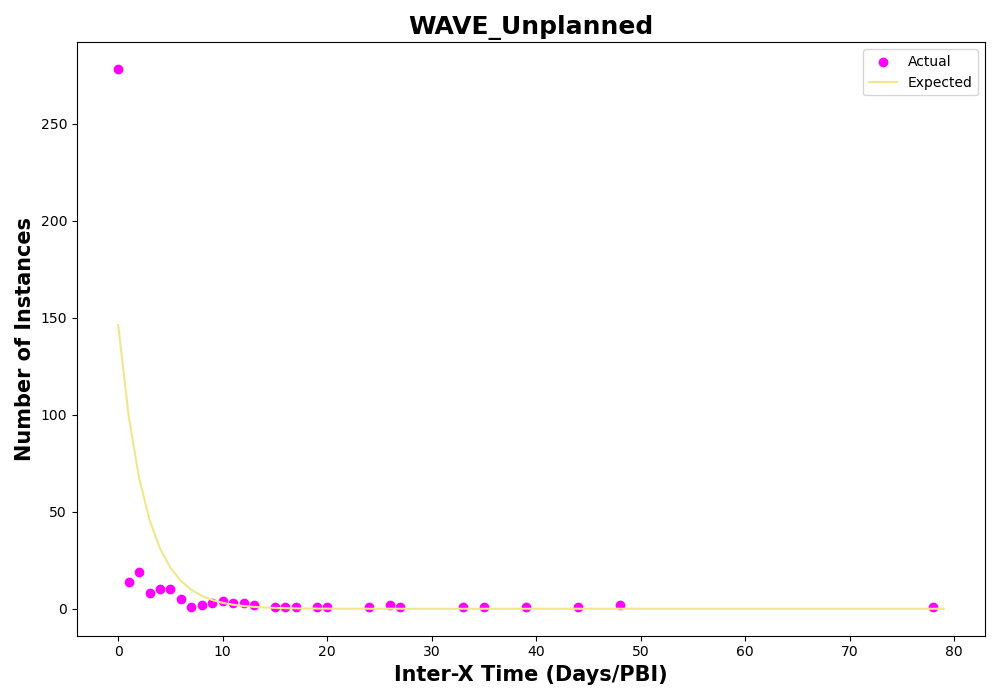 WAVE_Unplanned
Actual
Expected
250
200
150
100
50
0
Number of Instances
0 10 20 30 40 50 60 70 80
Inter-X Time (Days/PBI)